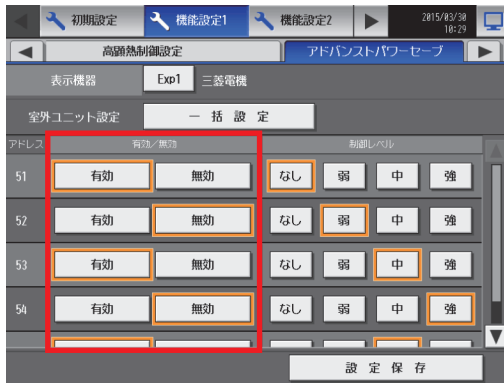 初期設定 機能設定1 機能設定2 2015/03/30 10:29
高顕熱制御設定 アドバンストパワーセーブ
表示機器 Exp1 三菱電機
室外ユニット設定 一括設定
アドレス 有効/無効 制御レベル
51 有効 無効 なし 弱 中 強
52 有効 無効 なし 弱 中 強
53 有効 無効 なし 弱 中 強
54 有効 無効 なし 弱 中 強
設定保存